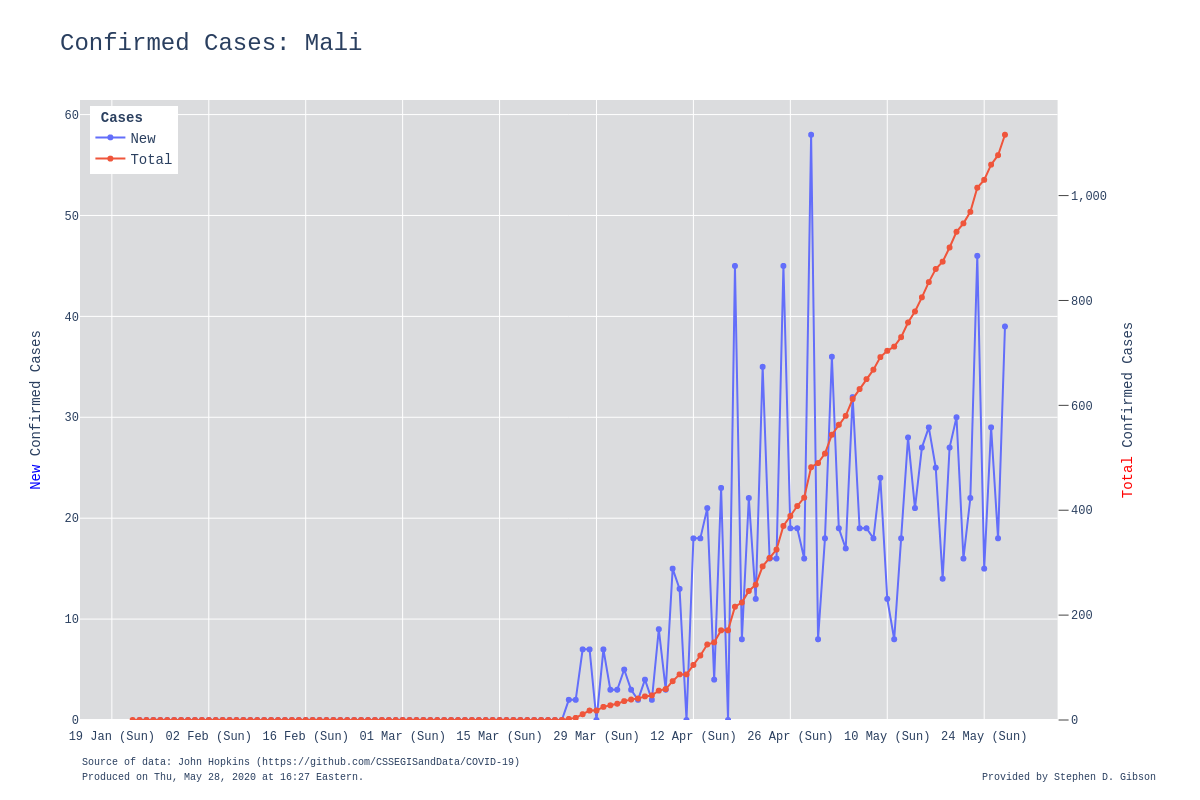 Confirmed Cases: Mali
Cases
New
Total
60
50
40
30
20
10
0
1,000
800
600
400
200
0
New Confirmed Cases
Total Confirmed Cases
19 Jan (Sun) 02 Feb (Sun) 16 Feb (Sun) 01 Mar (Sun) 15 Mar (Sun) 29 Mar (Sun) 12 Apr (Sun) 26 Apr (Sun) 10 May (Sun) 24 May (Sun)
Source of data: John Hopkins (https://github.com/CSSEGISandData/COVID-19)
Produced on Thu, May 28, 2020 at 16:27 Eastern.
Provided by Stephen D. Gibson